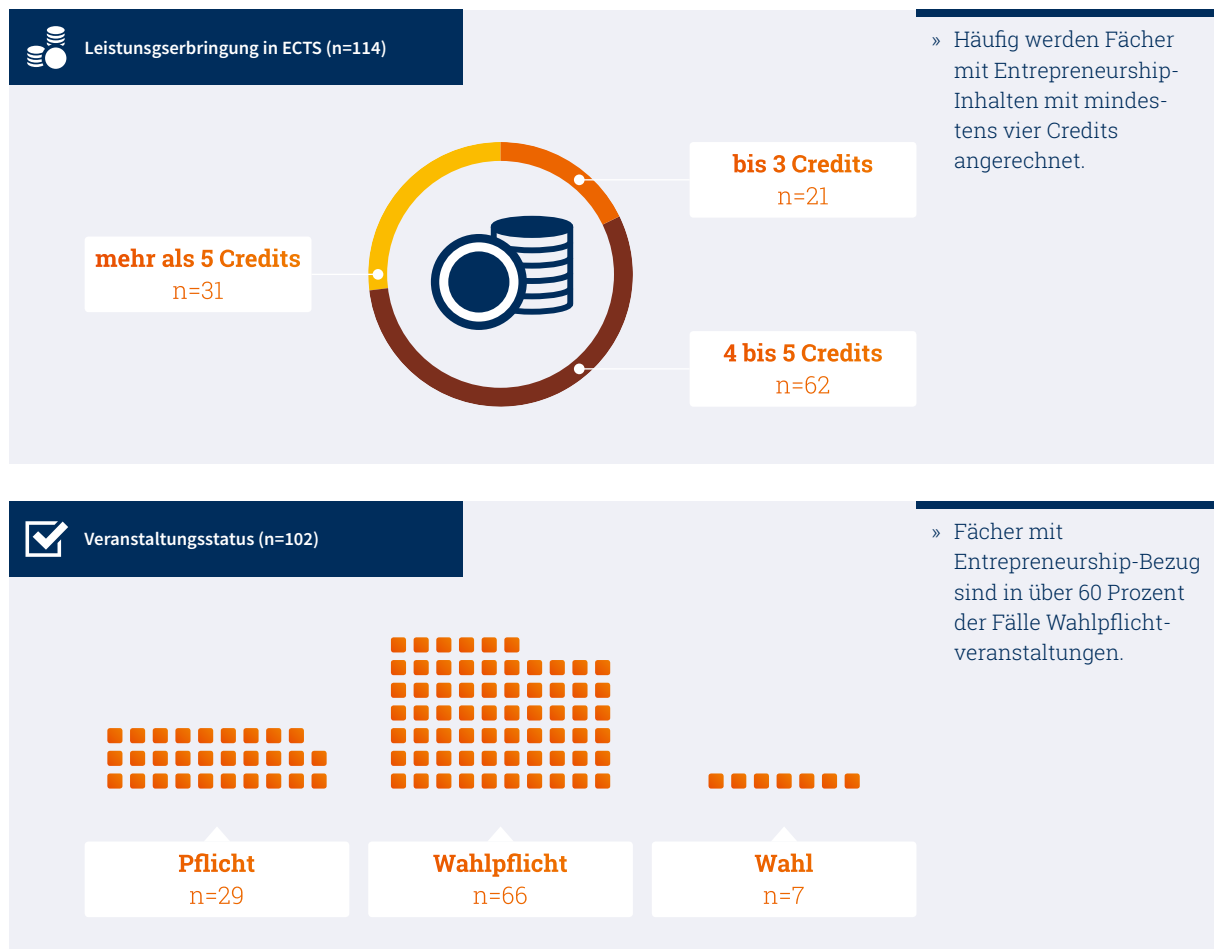 Leistunsgserbringung in ECTS (n=114)
» Häufig werden Fächer
mit Entrepreneurship-
Inhalten mit mindes-
tens vier Credits
angerechnet.
bis 3 Credits
n=21
mehr als 5 Credits
n=31
4 bis 5 Credits
n=62
Veranstaltungsstatus (n=102)
» Fächer mit
Entrepreneurship-Bezug
sind in über 60 Prozent
der Fälle Wahlpflicht-
veranstaltungen.
Pflicht
n=29
Wahlpflicht
n=66
Wahl
n=7